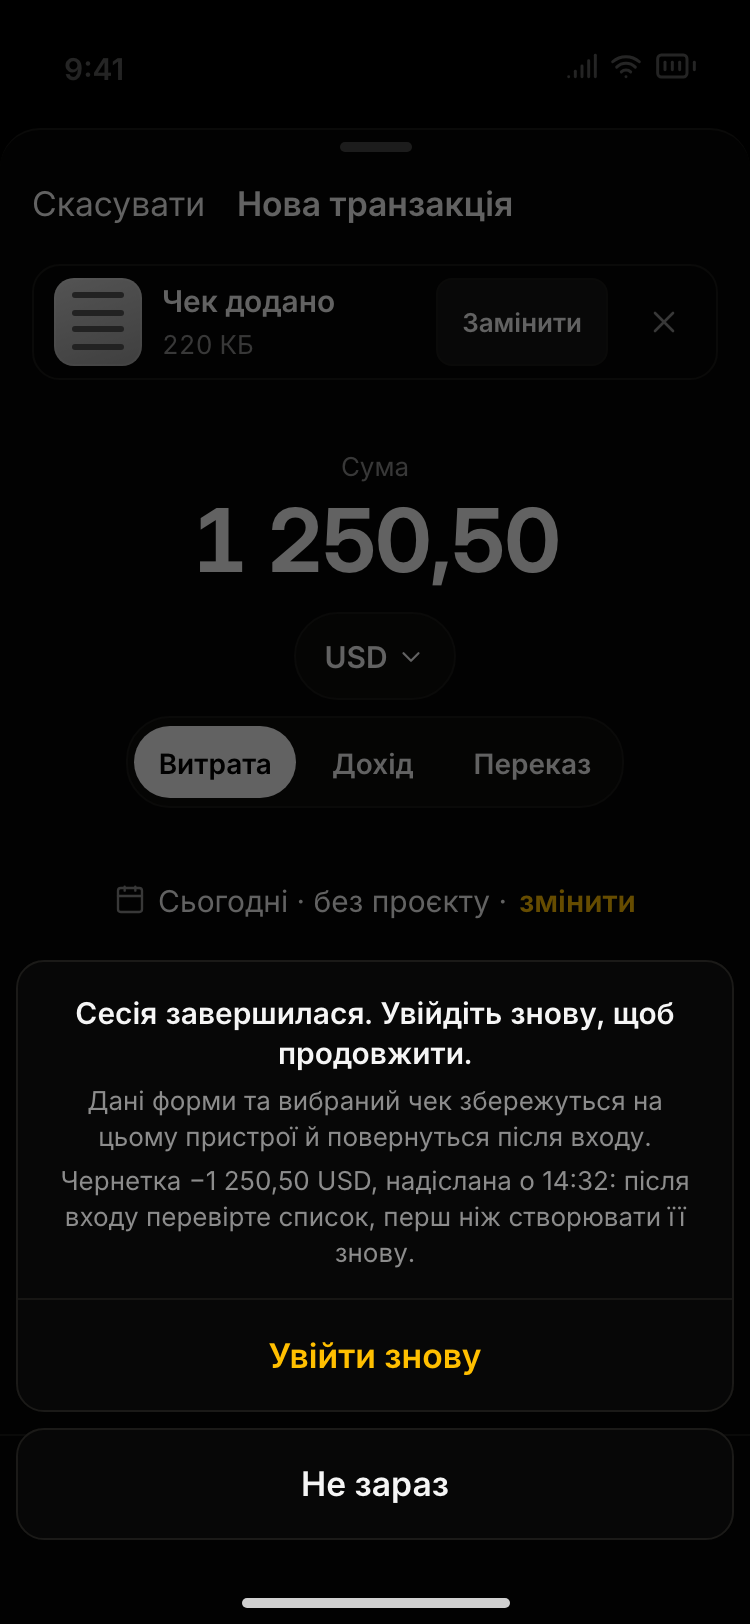 9:41
Скасувати Нова транзакція
Чек додано
220 КБ
Замінити
Сума
1 250,50
USD
Витрата Дохід Переказ
Сьогодні · без проєкту · змінити
Сесія завершилася. Увійдіть знову, щоб
продовжити.
Дані форми та вибраний чек збережуться на
цьому пристрої й повернуться після входу.
Чернетка −1 250,50 USD, надіслана о 14:32: після
входу перевірте список, перш ніж створювати її
знову.
Увійти знову
Не зараз